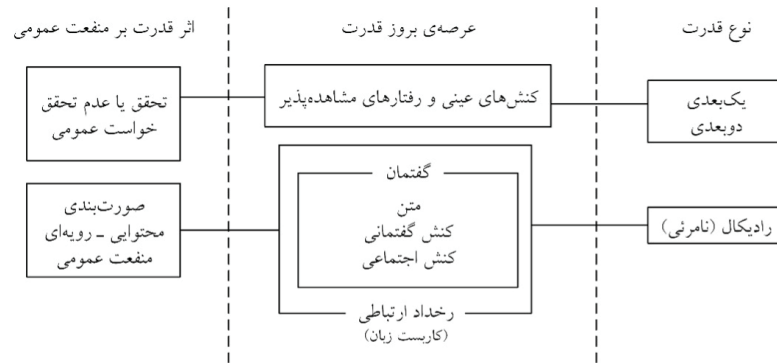 نوع قدرت
عرصه‌ی بروز قدرت
اثر قدرت بر منفعت عمومی
یک‌بعدی
دوبعدی
کنش‌های عینی و رفتارهای مشاهده‌پذیر
تحقق یا عدم تحقق
خواست عمومی
رادیکال (نامرئی)
گفتمان
متن
کنش گفتمانی
کنش اجتماعی
رخداد ارتباطی
(کاربست زبان)
صورت‌بندی
محتوایی ـ رویه‌ای
منفعت عمومی